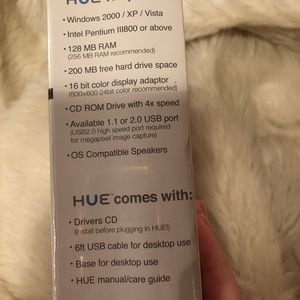 HUE
• Windows 2000 / XP / Vista
• Intel Pentium III800 or above
• 128 MB RAM
(256 MB RAM recommended)
• 200 MB free hard drive space
• 16 bit color display adaptor
(800x600 24bit color recommended)
• CD ROM Drive with 4x speed
• Available 1.1 or 2.0 USB port
(USB2.0 high speed port required
for megapixel image capture)
• OS Compatible Speakers
HUE™ comes with:
• Drivers CD
(Install before plugging in HUE!)
• 6ft USB cable for desktop use
• Base for desktop use
• HUE manual/care guide